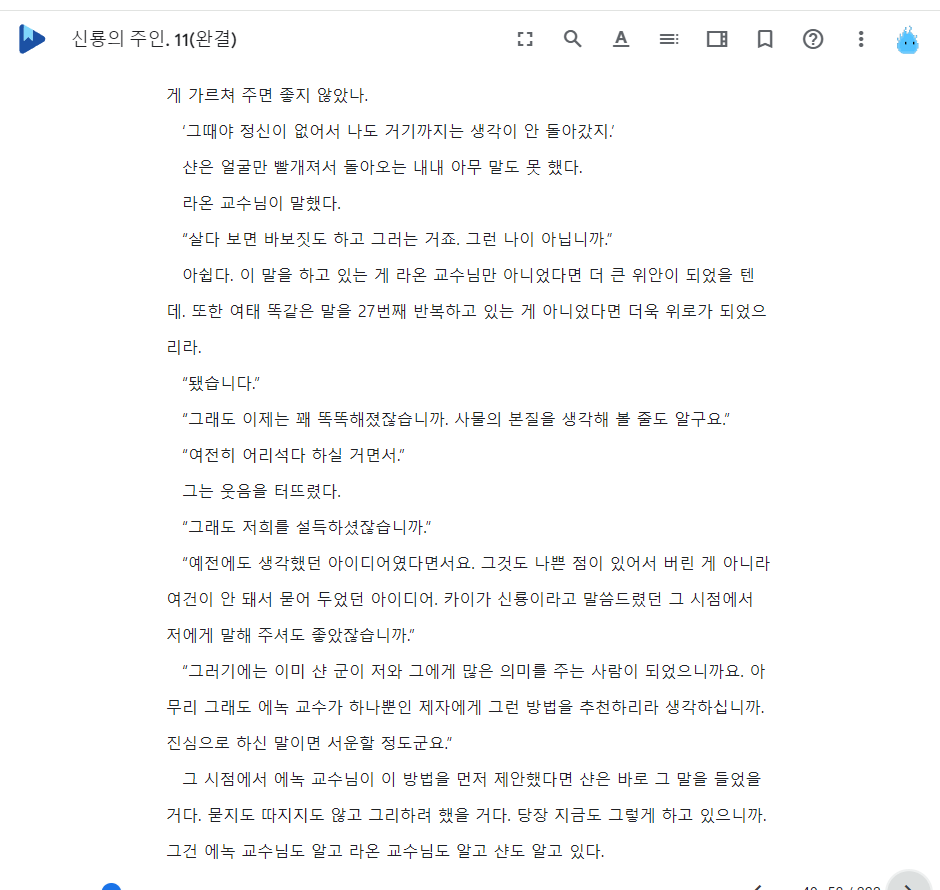 신룡의 주인. 11(완결)
게 가르쳐 주면 좋지 않았나.
‘그때야 정신이 없어서 나도 거기까지는 생각이 안 돌아갔지.’
샨은 얼굴만 빨개져서 돌아오는 내내 아무 말도 못 했다.
라온 교수님이 말했다.
“살다 보면 바보짓도 하고 그러는 거죠. 그런 나이 아닙니까.”
아쉽다. 이 말을 하고 있는 게 라온 교수님만 아니었다면 더 큰 위안이 되었을 텐
데. 또한 여태 똑같은 말을 27번째 반복하고 있는 게 아니었다면 더욱 위로가 되었으
리라.
“됐습니다.”
“그래도 이제는 꽤 똑똑해졌잖습니까. 사물의 본질을 생각해 볼 줄도 알구요.”
“여전히 어리석다 하실 거면서.”
그는 웃음을 터뜨렸다.
“그래도 저희를 설득하셨잖습니까.”
“예전에도 생각했던 아이디어였다면서요. 그것도 나쁜 점이 있어서 버린 게 아니라
여건이 안 돼서 묻어 두었던 아이디어. 카이가 신룡이라고 말씀드렸던 그 시점에서
저에게 말해 주셔도 좋았잖습니까.”
“그러기에는 이미 샨 군이 저와 그에게 많은 의미를 주는 사람이 되었으니까요. 아
무리 그래도 에녹 교수가 하나뿐인 제자에게 그런 방법을 추천하리라 생각하십니까.
진심으로 하신 말이면 서운할 정도군요.”
그 시점에서 에녹 교수님이 이 방법을 먼저 제안했다면 샨은 바로 그 말을 들었을
거다. 묻지도 따지지도 않고 그리하려 했을 거다. 당장 지금도 그렇게 하고 있으니까.
그건 에녹 교수님도 알고 라온 교수님도 알고 샨도 알고 있다.